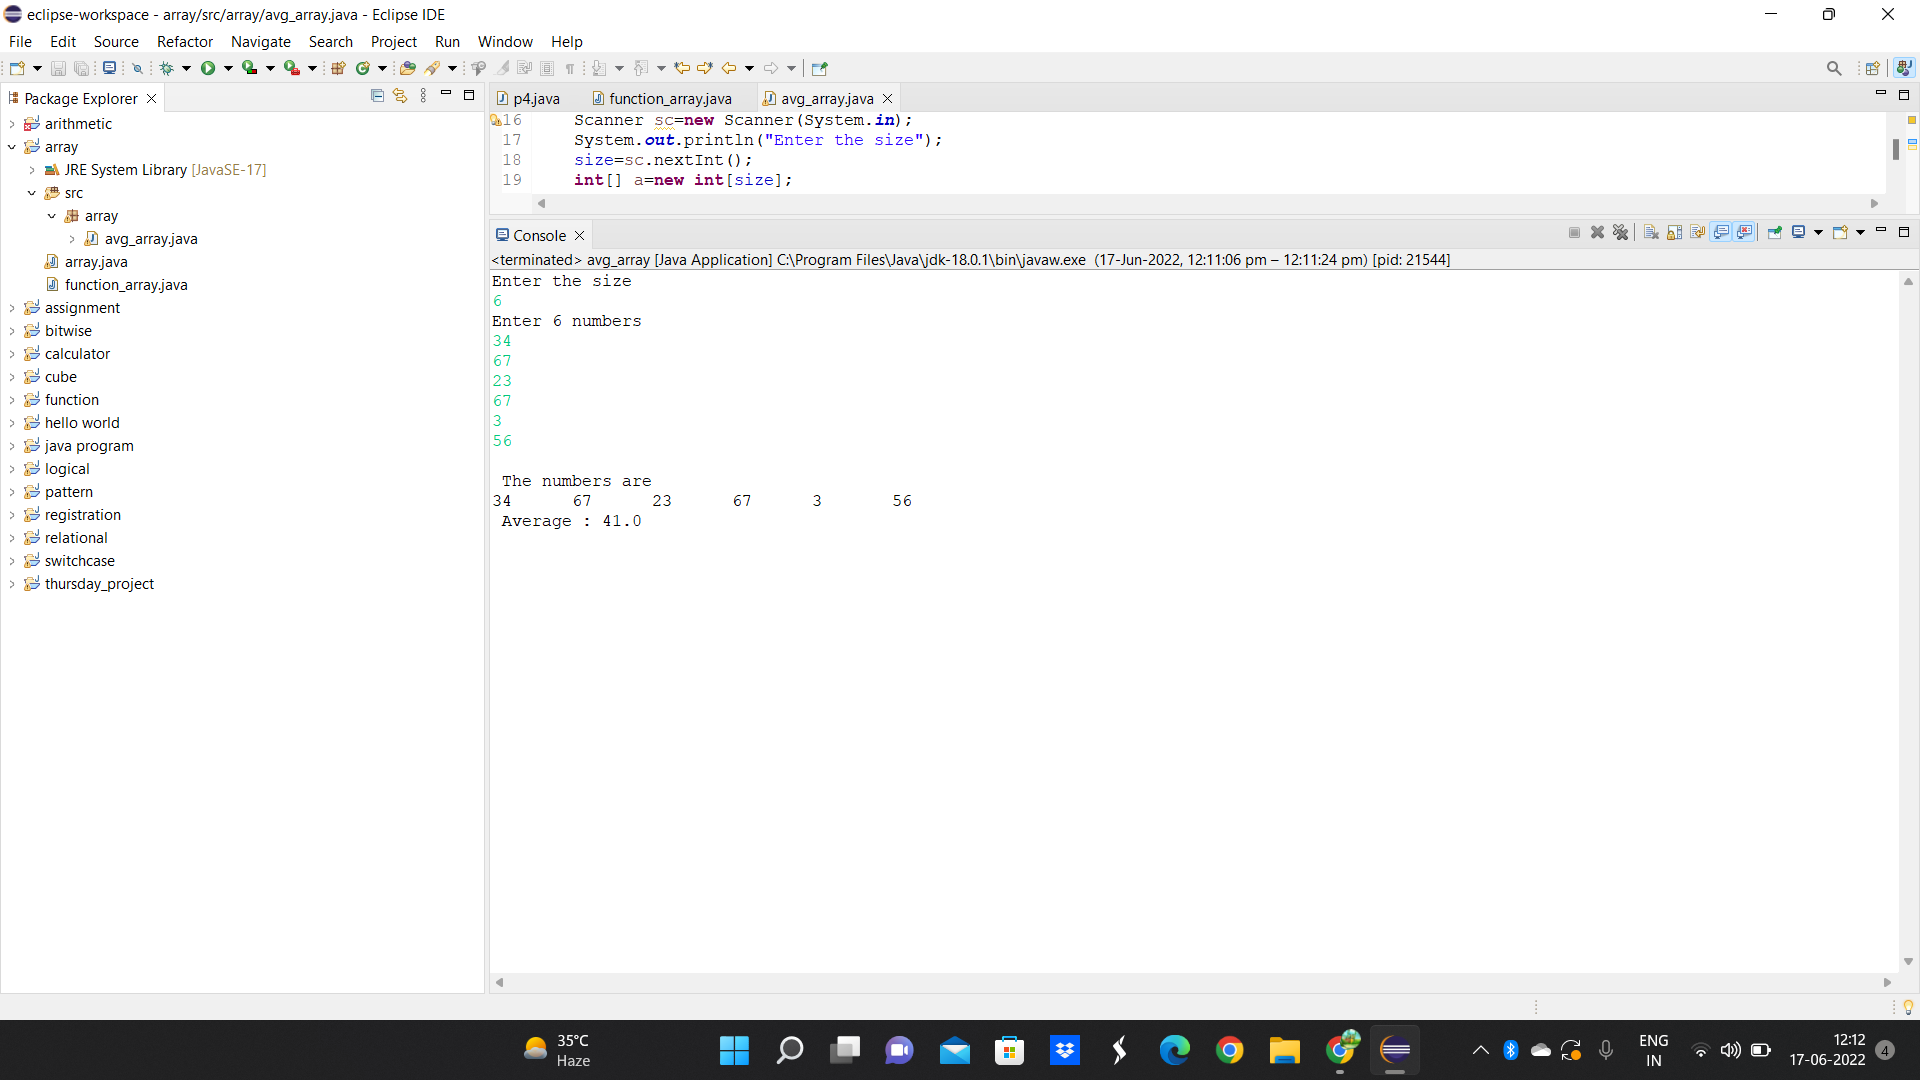 eclipse-workspace - array/src/array/avg_array.java - Eclipse IDE
File Edit Source Refactor Navigate Search Project Run Window Help
Package Explorer
arithmetic
array
JRE System Library [JavaSE-17]
src
array
avg_array.java
array.java
function_array.java
assignment
bitwise
calculator
cube
function
hello world
java program
logical
pattern
registration
relational
switchcase
thursday_project
p4.java function_array.java avg_array.java
16 Scanner sc=new Scanner(System.in);
17 System.out.println("Enter the size");
18 size=sc.nextInt();
19 int[] a=new int[size];
Console
<terminated> avg_array [Java Application] C:\Program Files\Java\jdk-18.0.1\bin\javaw.exe (17-Jun-2022, 12:11:06 pm – 12:11:24 pm) [pid: 21544]
Enter the size
6
Enter 6 numbers
34
67
23
67
3
56
The numbers are
34 67 23 67 3 56
Average : 41.0
35°C
Haze
ENG
IN
12:12
17-06-2022
4